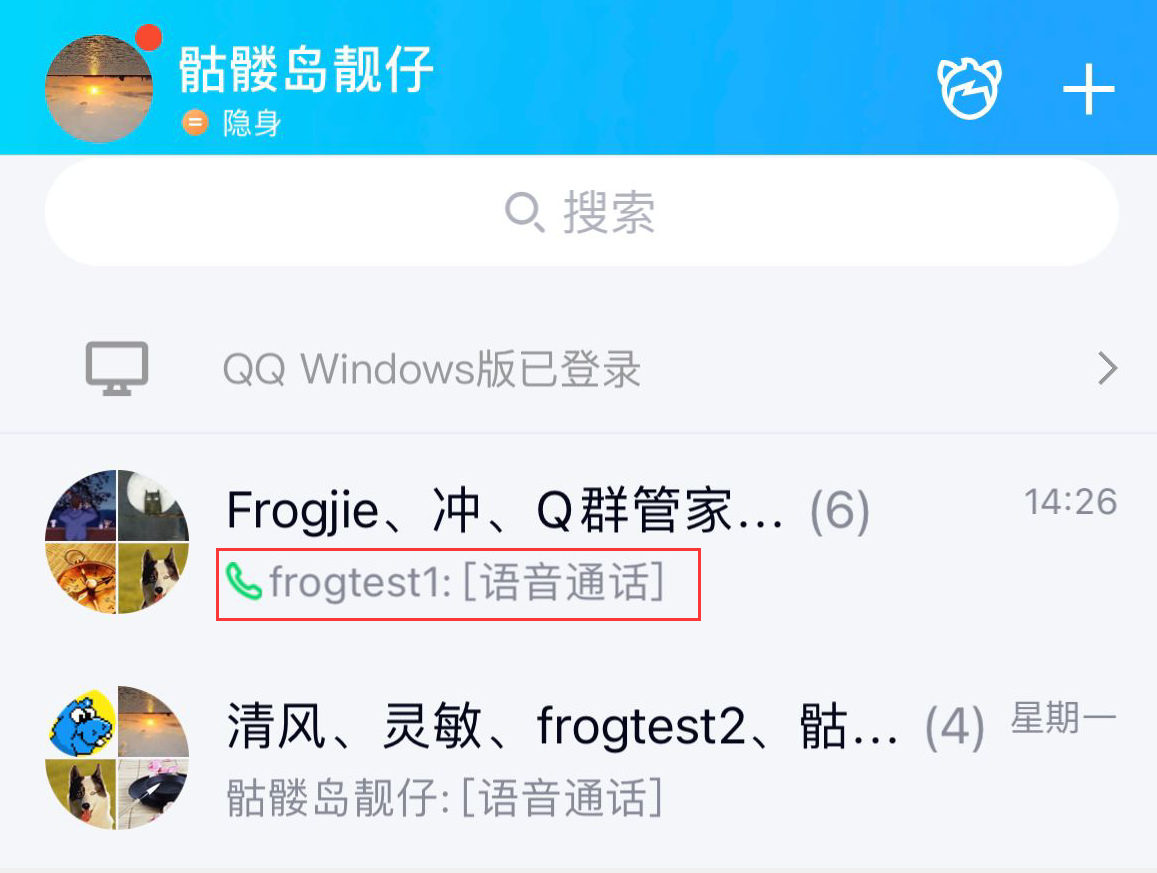 骷髅岛靓仔
隐身
搜索
QQ Windows版已登录
Frogjie、冲、Q群管家... (6) 14:26
frogtest1: [语音通话]
清风、灵敏、frogtest2、骷... (4) 星期一
骷髅岛靓仔: [语音通话]